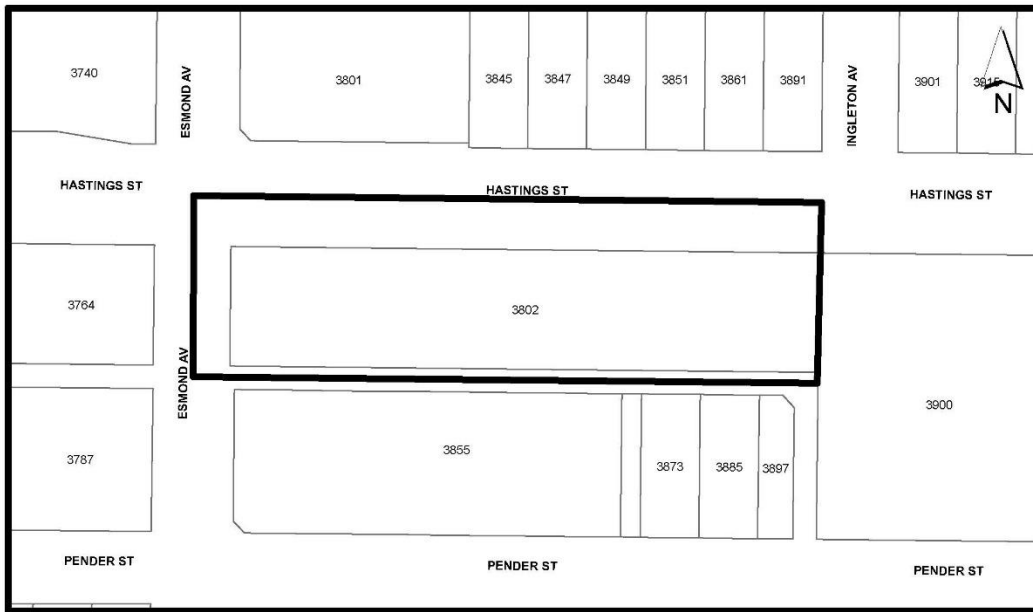 3740
ESMOND AV
3801
3845
3847
3849
3851
3861
3891
INGLETON AV
3901
3915
N
HASTINGS ST
HASTINGS ST
HASTINGS ST
3764
3802
ESMOND AV
3900
3787
3855
3873
3885
3897
PENDER ST
PENDER ST
PENDER ST